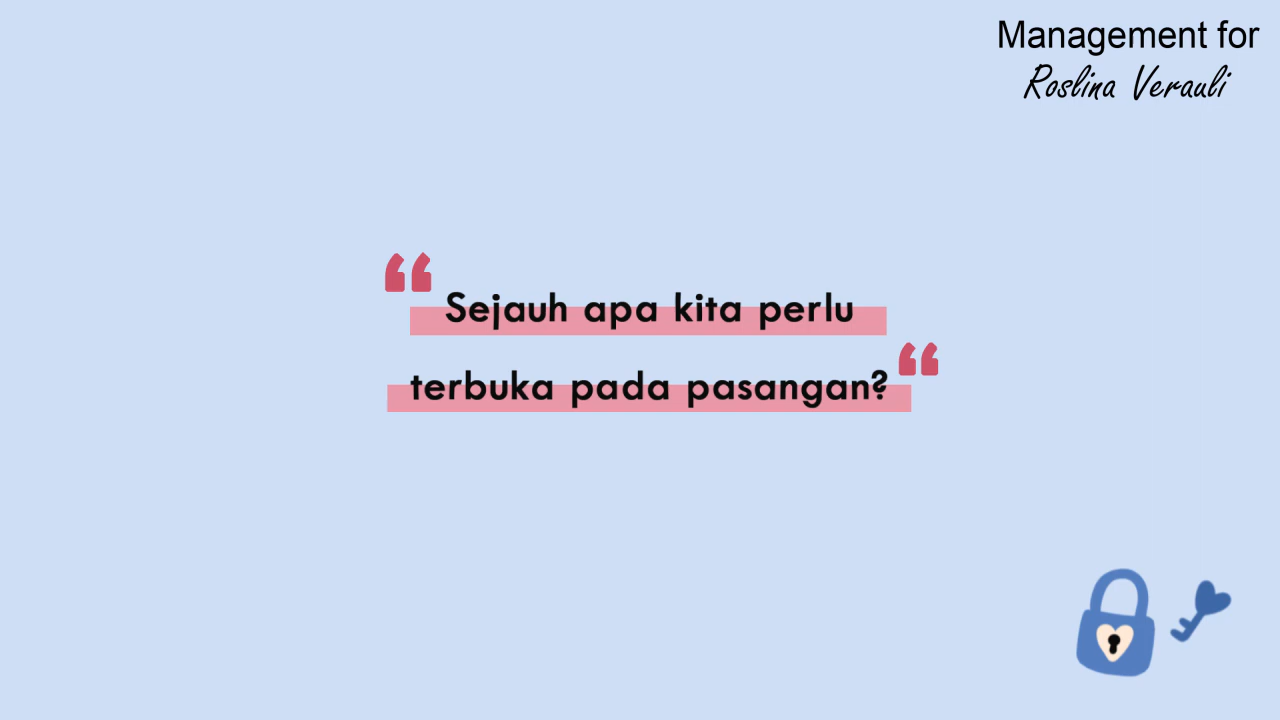 Management for
Roslina Verauli
“Sejauh apa kita perlu
terbuka pada pasangan?“